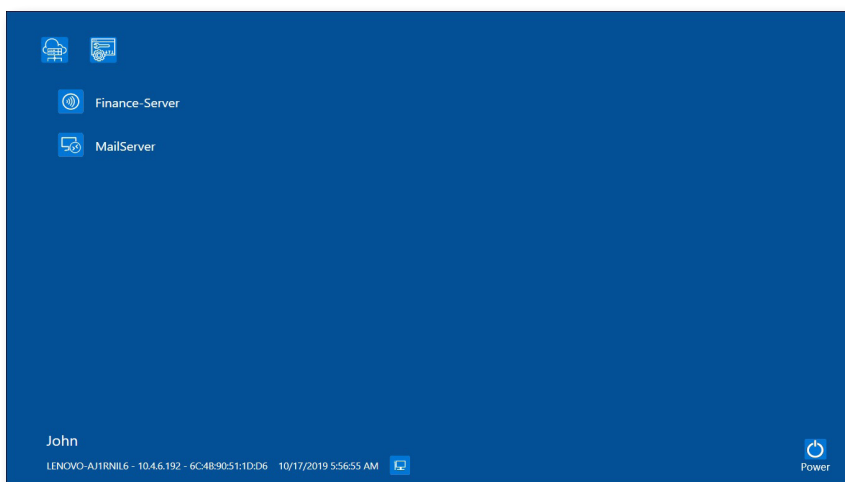 Finance-Server
MailServer
John
LENOVO-AJ1RNIL6 - 10.4.6.192 - 6C:4B:90:51:1D:D6 10/17/2019 5:56:55 AM
Power